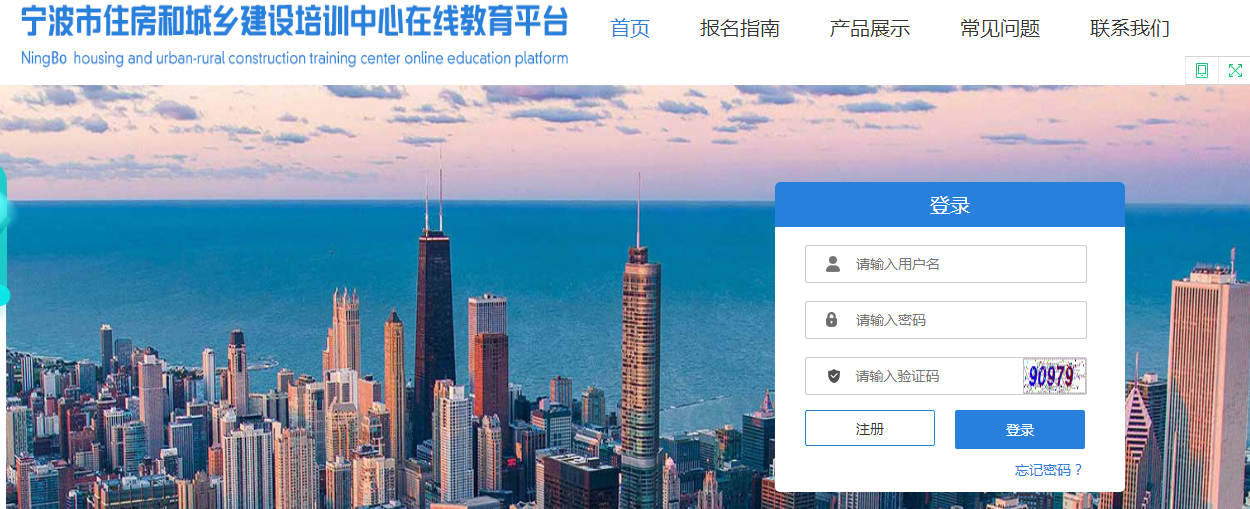 宁波市住房和城乡建设培训中心在线教育平台
NingBo housing and urban-rural construction training center online education platform
首页 报名指南 产品展示 常见问题 联系我们
登录
请输入用户名
请输入密码
请输入验证码 90979
注册 登录
忘记密码？